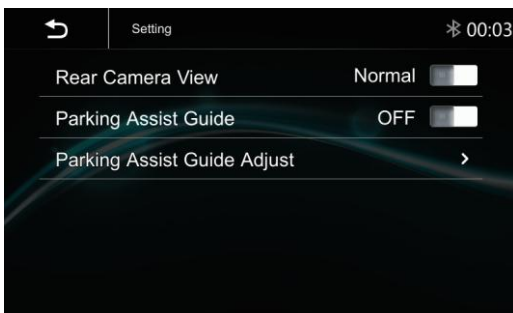 Setting 00:03
Rear Camera View Normal
Parking Assist Guide OFF
Parking Assist Guide Adjust